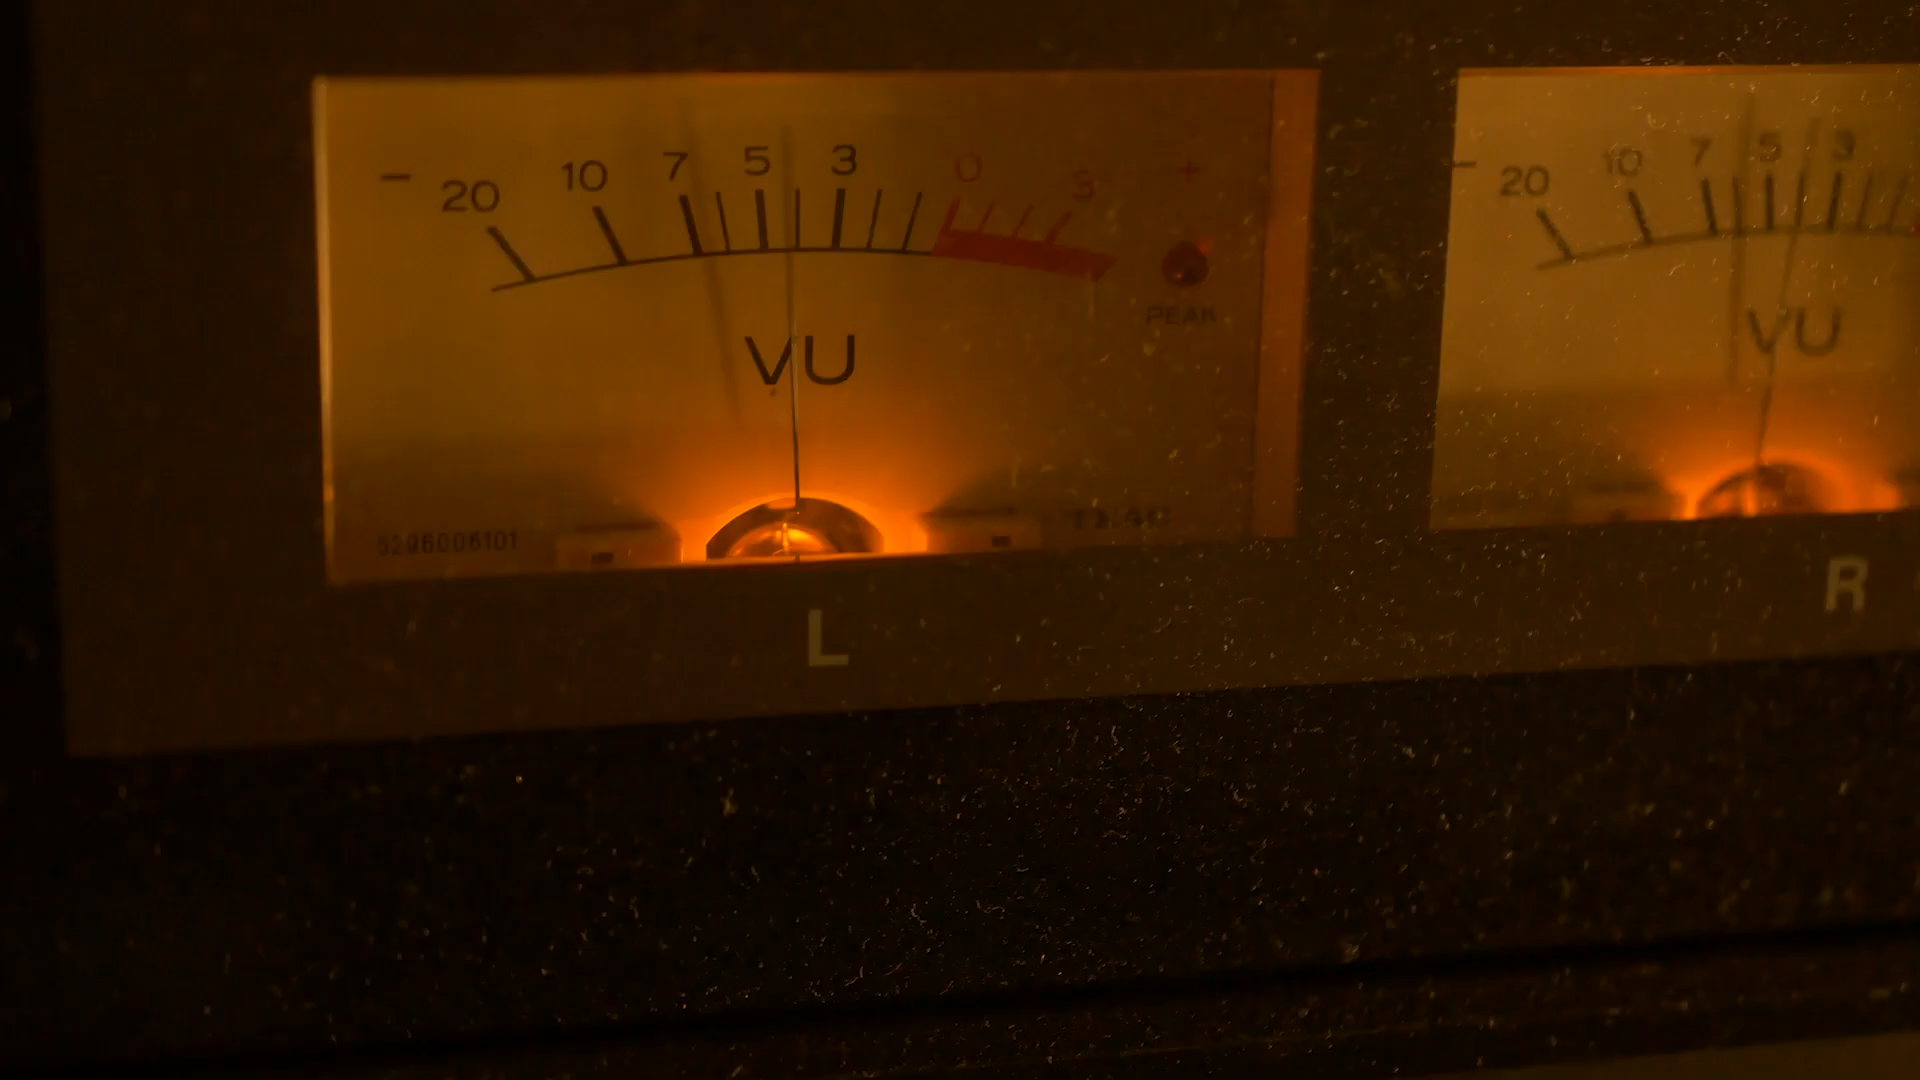 − 20 10 7 5 3 0 3 +
PEAK
VU
5296006101
L
− 20 10 7 5 3
VU
R